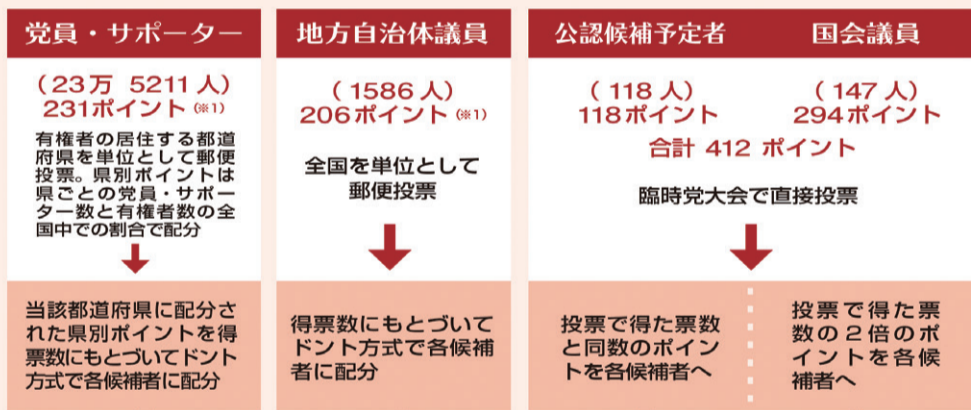 党員・サポーター
(23万 5211人)
231ポイント(※1)
有権者の居住する都道
府県を単位として郵便
投票。県別ポイントは
県ごとの党員・サポー
ター数と有権者数の全
国中での割合で配分
当該都道府県に配分さ
れた県別ポイントを得
票数にもとづいてドント
方式で各候補者に配分
地方自治体議員
(1586人)
206ポイント(※1)
全国を単位として
郵便投票
得票数にもとづいて
ドント方式で各候補
者に配分
公認候補予定者
国会議員
(118人)
118ポイント
(147人)
294ポイント
合計 412 ポイント
臨時党大会で直接投票
投票で得た票数
と同数のポイン
トを各候補者へ
投票で得た票
数の2倍のポ
イントを各候
補者へ